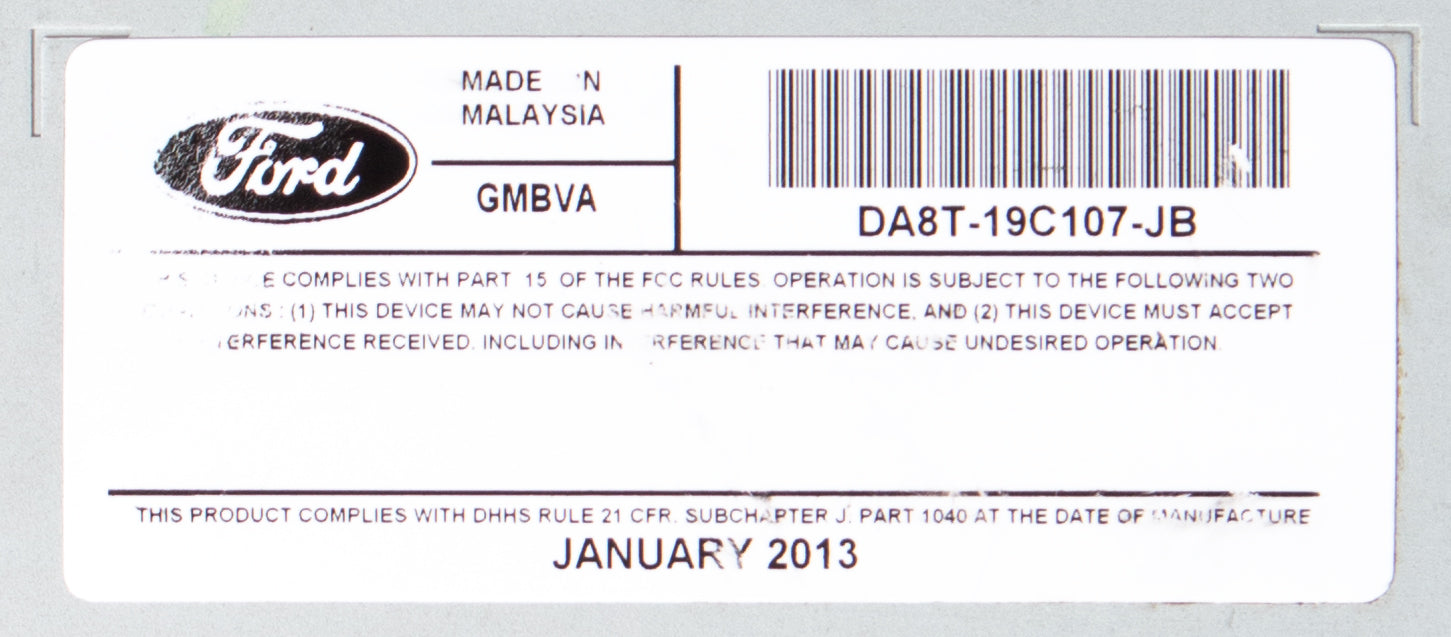 Ford
MADE
MALAYSIA
GMBVA
DA8T-19C107-JB
COMPLIES WITH PART 15 OF THE FCC RULES. OPERATION IS SUBJECT TO THE FOLLOWING TWO
: (1) THIS DEVICE MAY NOT CAUSE HARMFUL INTERFERENCE, AND (2) THIS DEVICE MUST ACCEPT
RECEIVED, INCLUDING THAT MAY CAUSE UNDESIRED OPERATION.
THIS PRODUCT COMPLIES WITH DHHS RULE 21 CFR. SUBCHAPTER J. PART 1040 AT THE DATE OF MANUFACTURE
JANUARY 2013